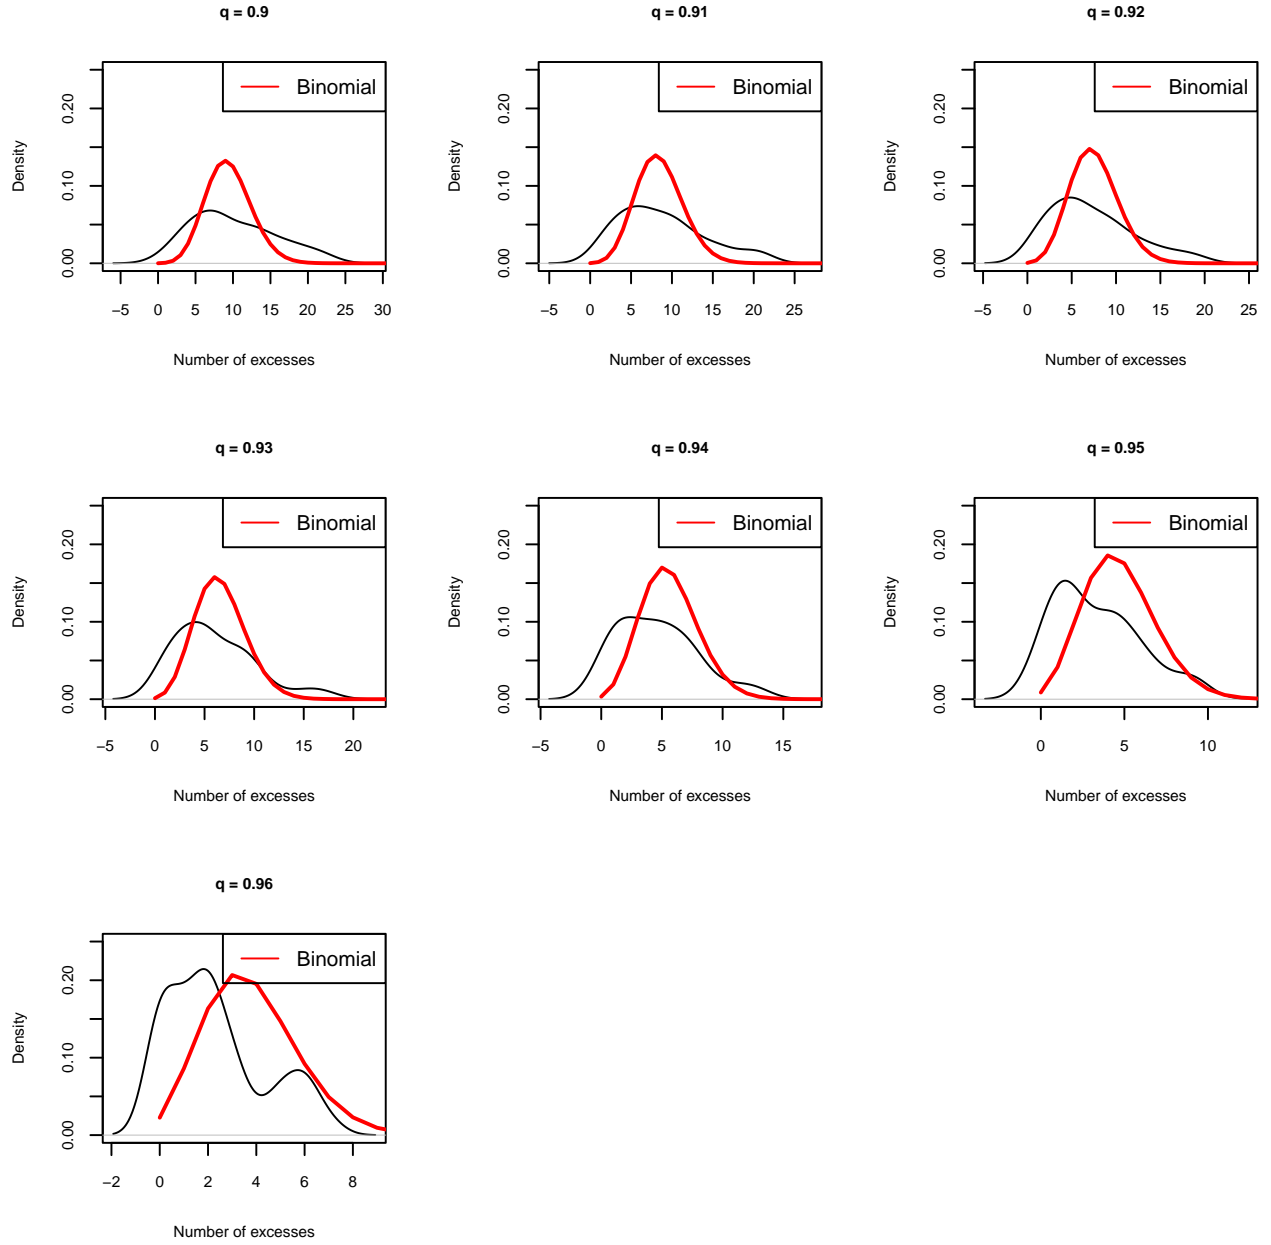 q = 0.9
Binomial
Density
0.00 0.10 0.20
−5 0 5 10 15 20 25 30
Number of excesses
q = 0.91
Binomial
Density
0.00 0.10 0.20
−5 0 5 10 15 20 25
Number of excesses
q = 0.92
Binomial
Density
0.00 0.10 0.20
−5 0 5 10 15 20 25
Number of excesses
q = 0.93
Binomial
Density
0.00 0.10 0.20
−5 0 5 10 15 20
Number of excesses
q = 0.94
Binomial
Density
0.00 0.10 0.20
−5 0 5 10 15
Number of excesses
q = 0.95
Binomial
Density
0.00 0.10 0.20
0 5 10
Number of excesses
q = 0.96
Binomial
Density
0.00 0.10 0.20
−2 0 2 4 6 8
Number of excesses